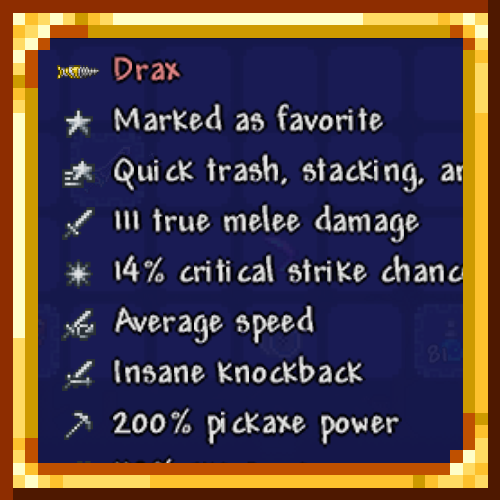 Drax
Marked as favorite
Quick trash, stacking, an
111 true melee damage
14% critical strike chanc
Average speed
Insane knockback
200% pickaxe power